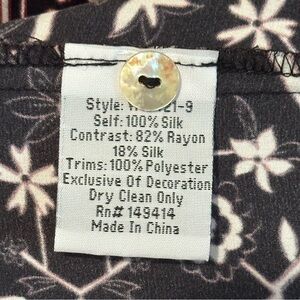 Style:
Self: 100% Silk
Contrast: 82% Rayon
18% Silk
Trims: 100% Polyester
Exclusive Of Decoration
Dry Clean Only
Rn# 149414
Made In China